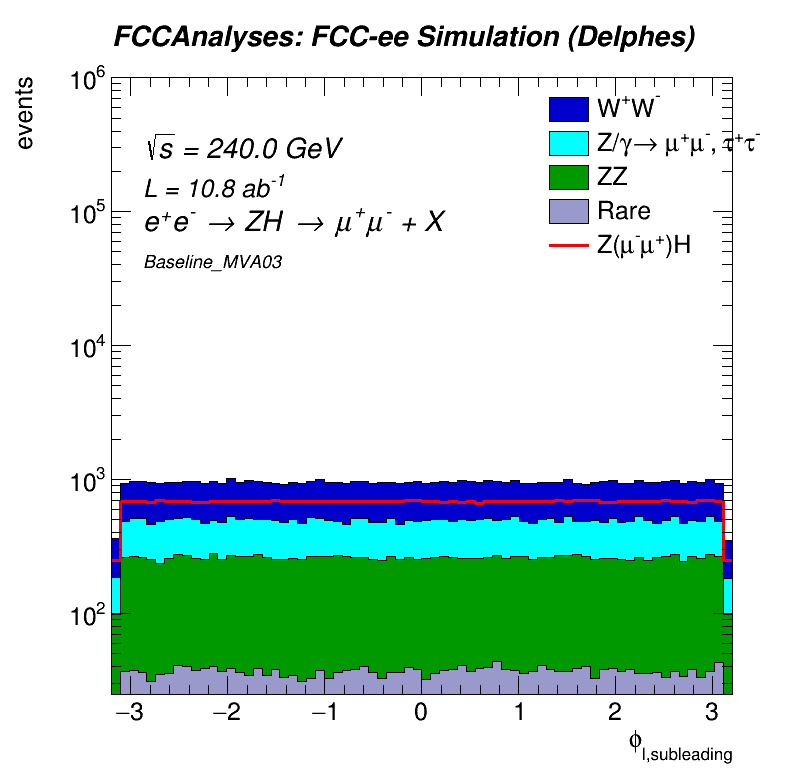 FCCAnalyses: FCC-ee Simulation (Delphes)
events
10⁶
10⁵
10⁴
10³
10²
√s = 240.0 GeV
L = 10.8 ab⁻¹
e⁺e⁻ → ZH → μ⁺μ⁻ + X
Baseline_MVA03
W⁺W⁻
Z/γ→ μ⁺μ⁻, τ⁺τ⁻
ZZ
Rare
Z(μ⁻μ⁺)H
−3 −2 −1 0 1 2 3
ϕ_l,subleading